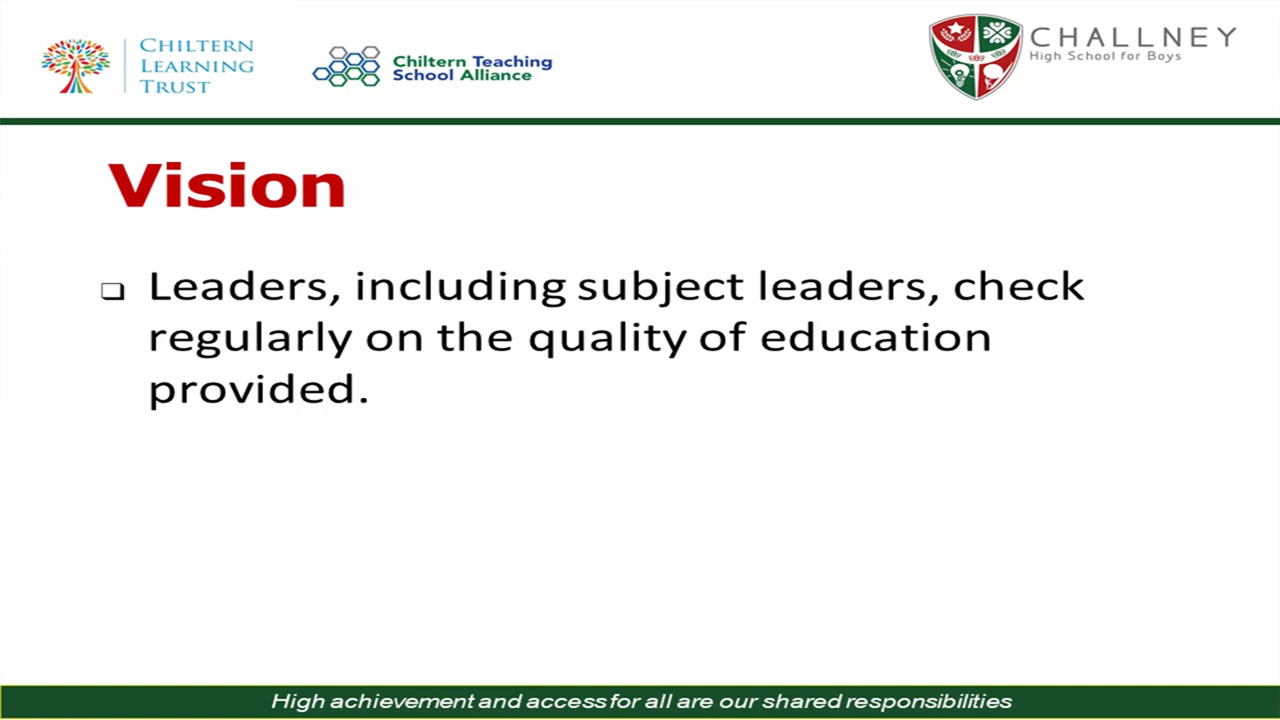 CHILTERN
LEARNING
TRUST
Chiltern Teaching
School Alliance
CHALLNEY
High School for Boys
Vision
Leaders, including subject leaders, check
regularly on the quality of education
provided.
High achievement and access for all are our shared responsibilities